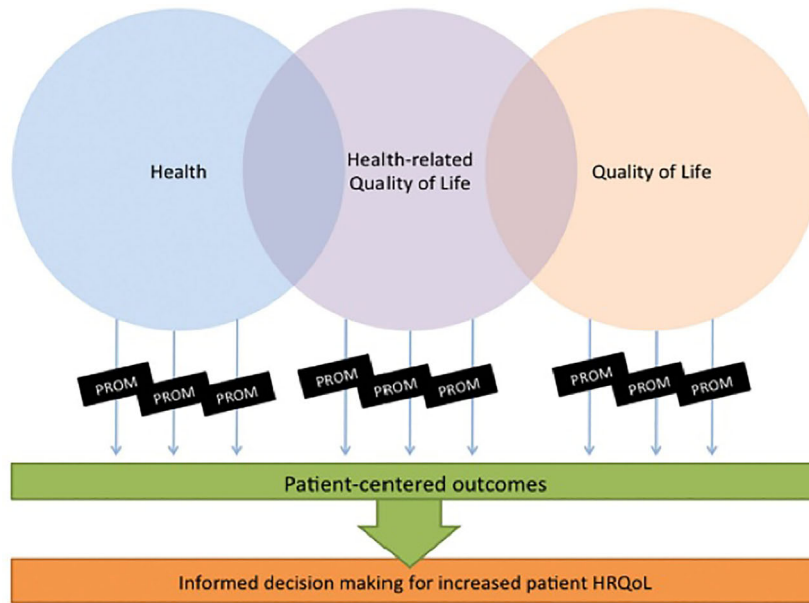 Health
Health-related
Quality of Life
Quality of Life
PROM
PROM
PROM
PROM
PROM
PROM
PROM
PROM
PROM
Patient-centered outcomes
Informed decision making for increased patient HRQoL